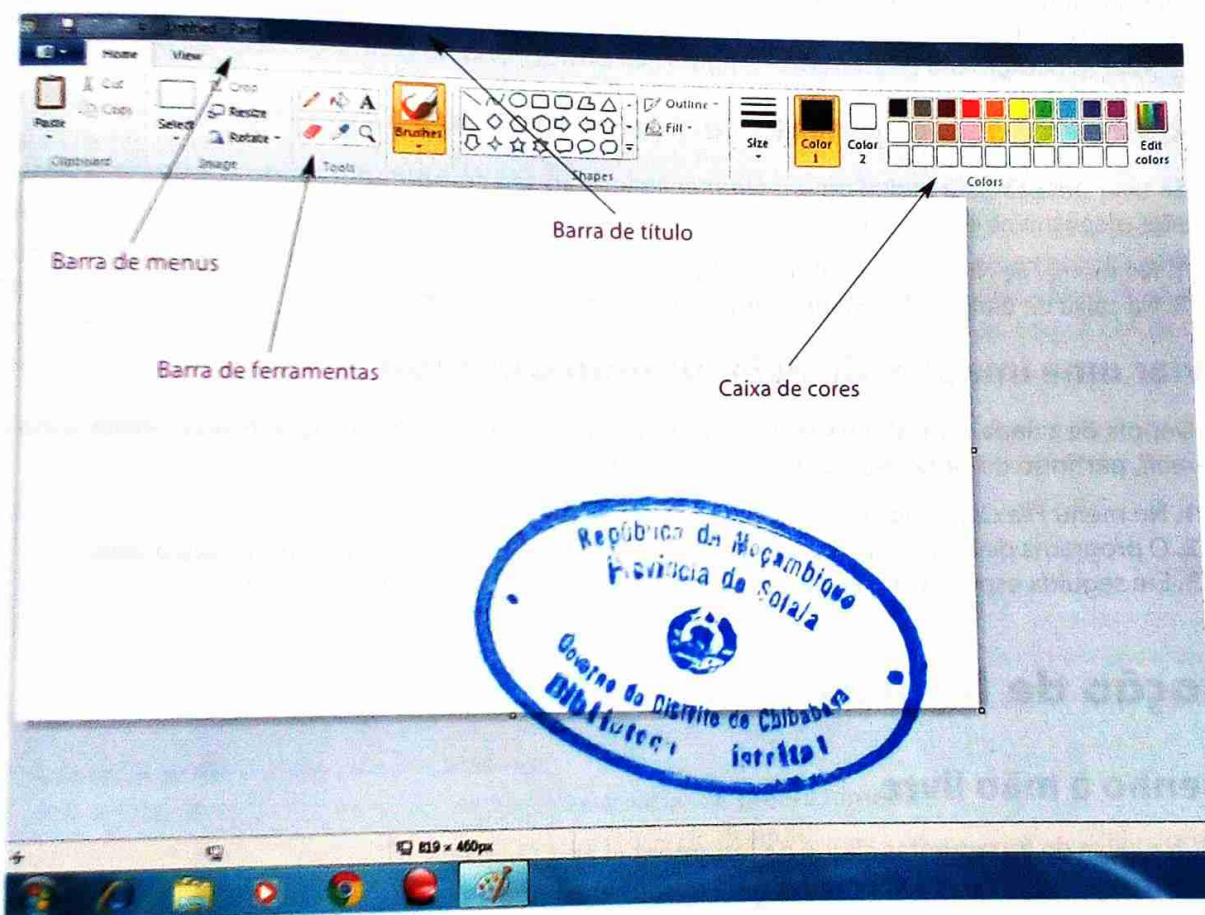 Untitled - Paint
Home View
Cut
Copy
Paste
Clipboard
Select
Crop
Resize
Rotate
Image
A
Tools
Brushes
Outline
Fill
Shapes
Size
Color 1
Color 2
Edit colors
Colors
Barra de título
Barra de menus
Barra de ferramentas
Caixa de cores
República de Moçambique
Província de Sofala
Governo do Distrito de Chibabava
819 × 460px